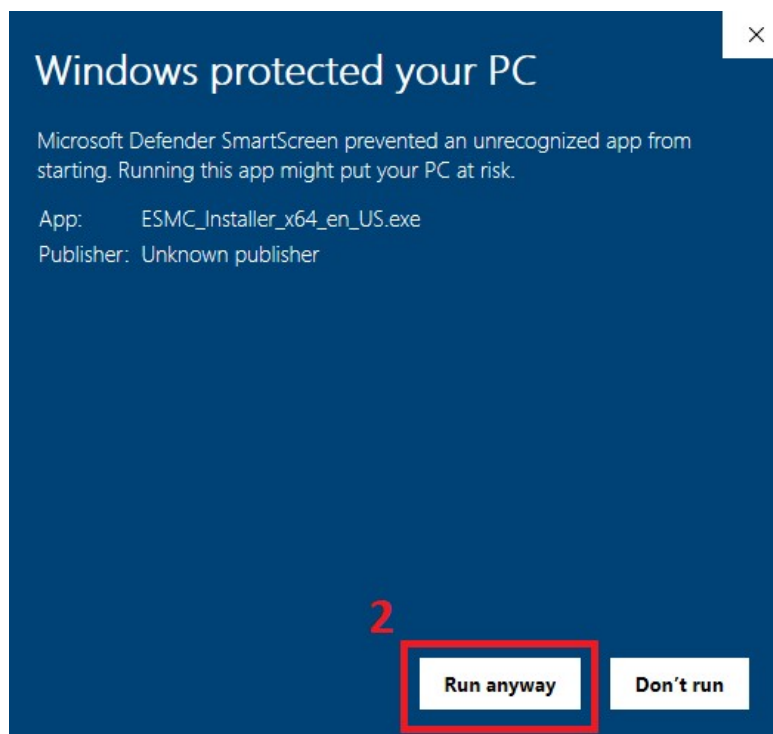 Windows protected your PC
Microsoft Defender SmartScreen prevented an unrecognized app from
starting. Running this app might put your PC at risk.
App: ESMC_Installer_x64_en_US.exe
Publisher: Unknown publisher
2
Run anyway Don't run